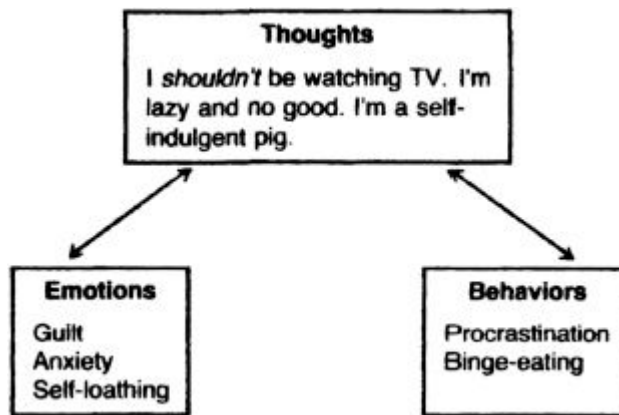 Thoughts
I shouldn't be watching TV. I'm
lazy and no good. I'm a self-
indulgent pig.
Emotions
Guilt
Anxiety
Self-loathing
Behaviors
Procrastination
Binge-eating